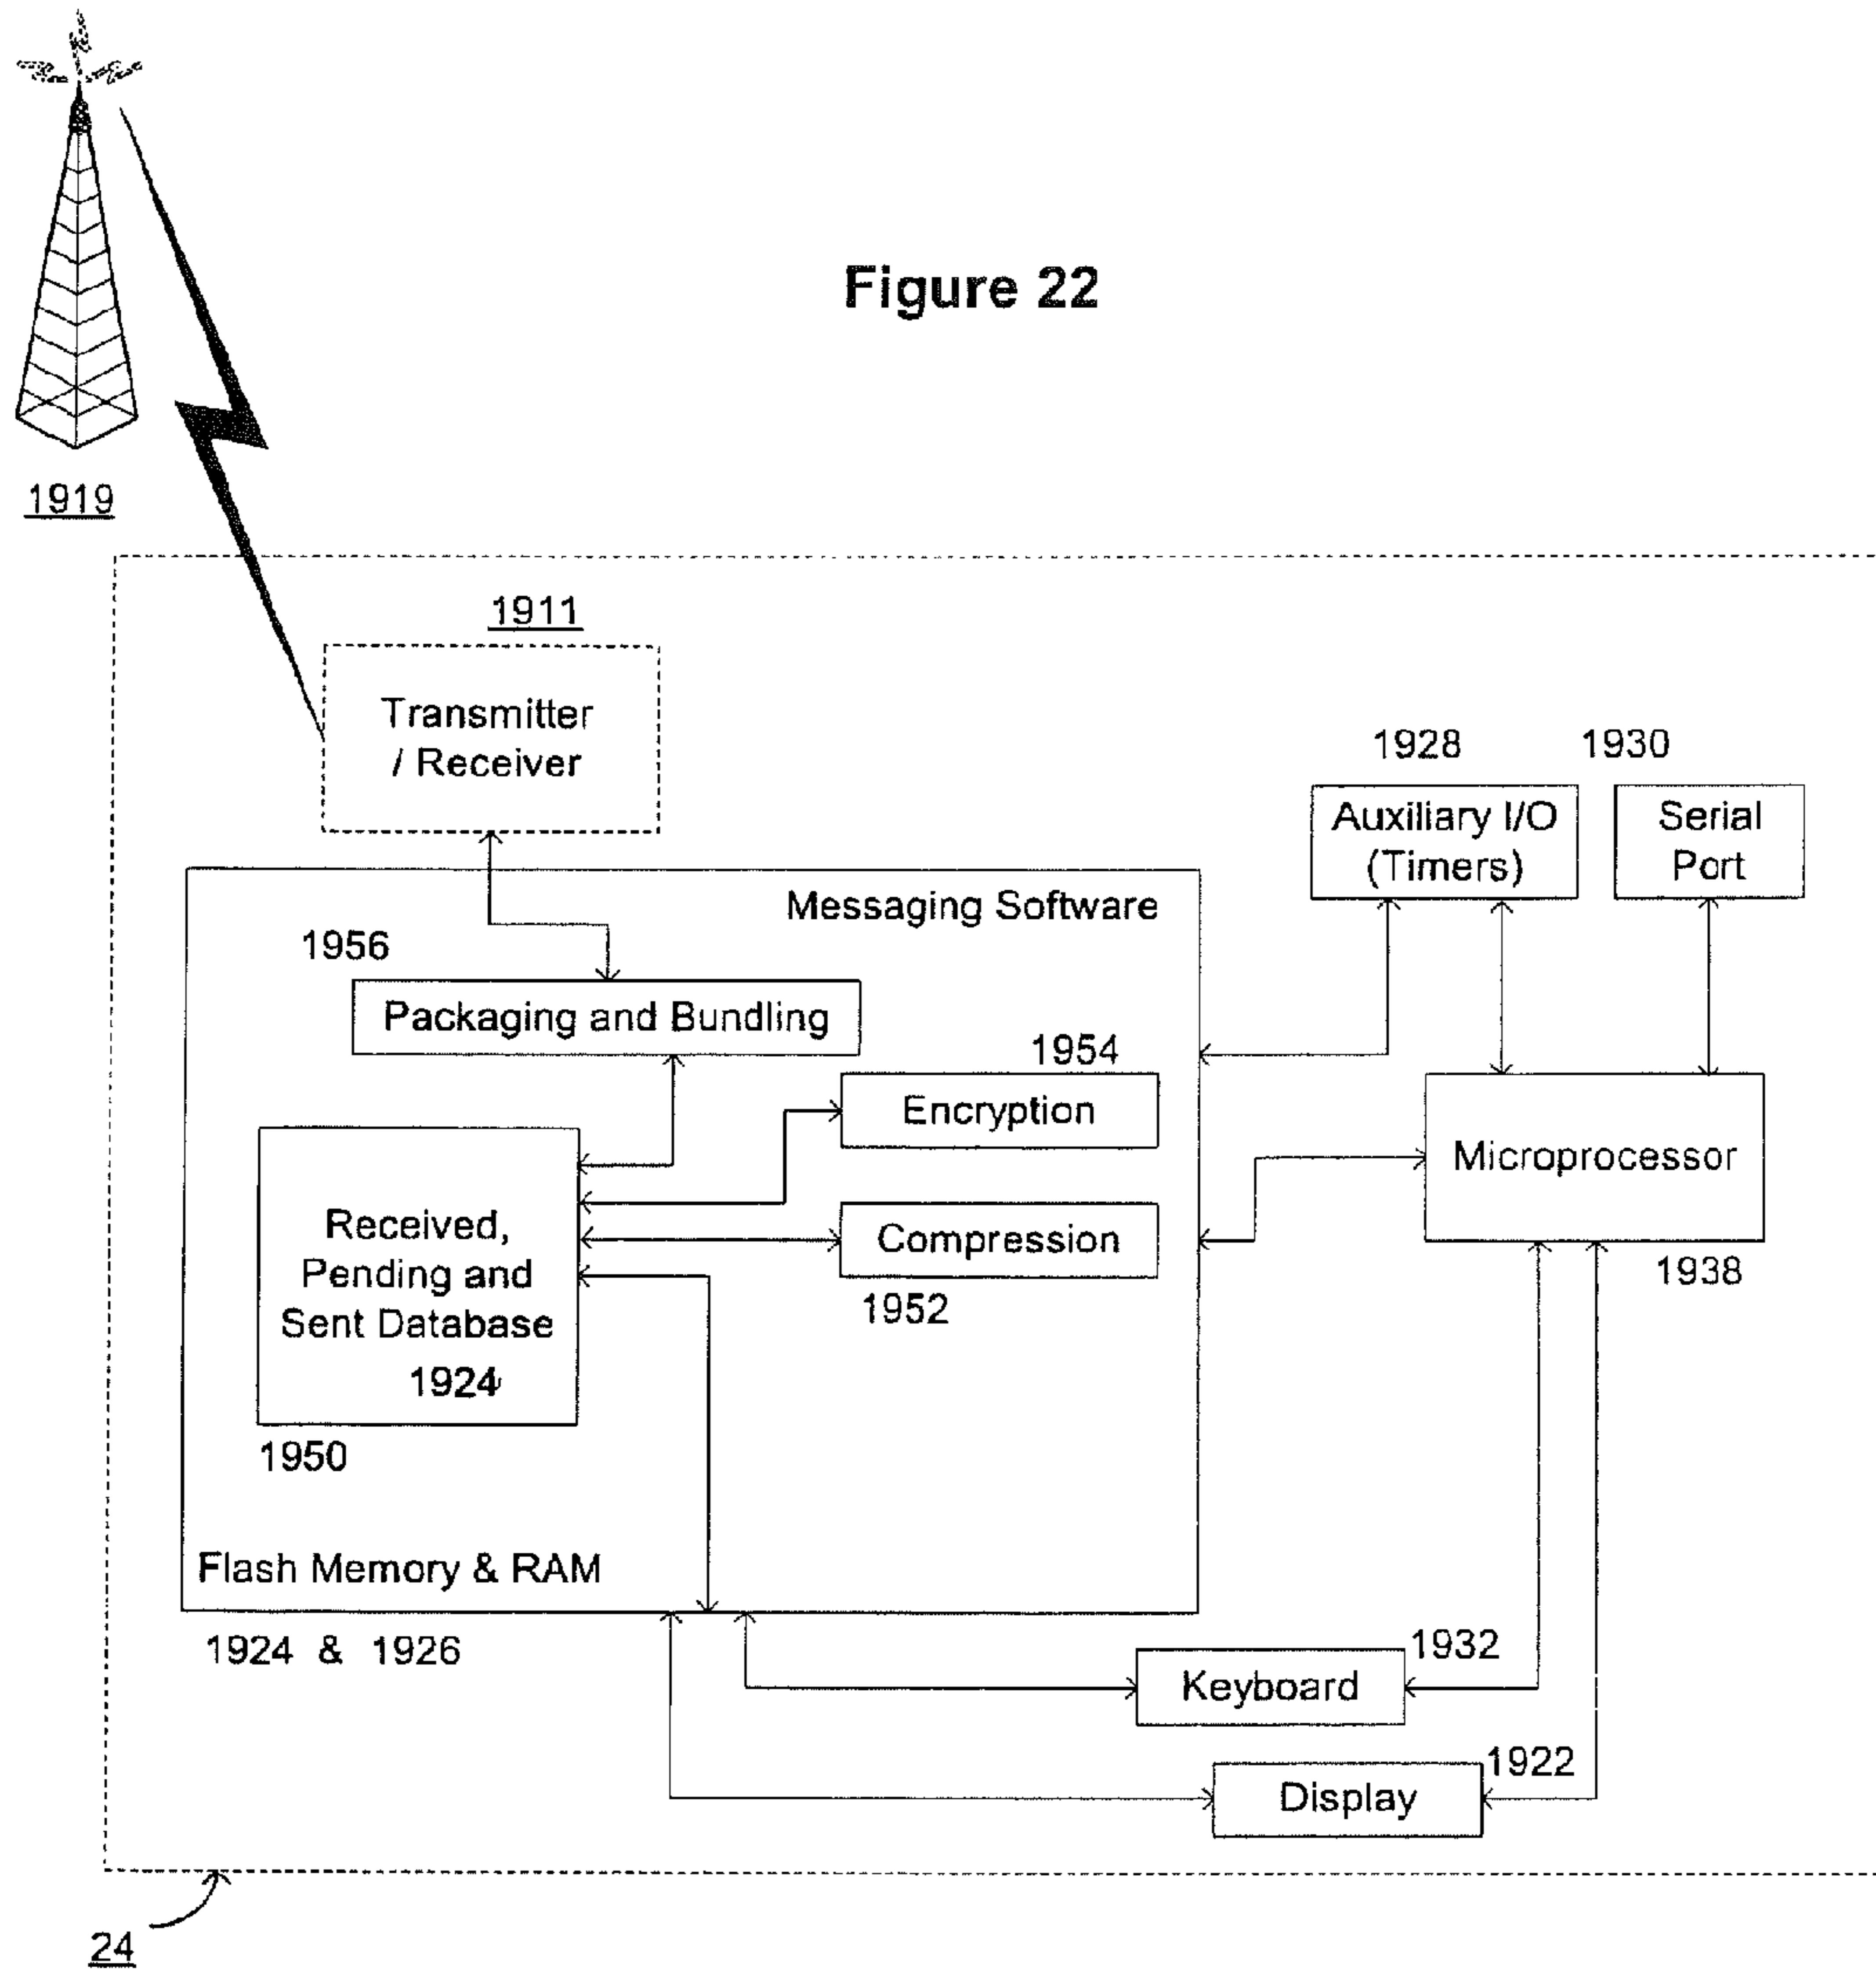 Figure 22
1919
1911
Transmitter
/ Receiver
1928
1930
Auxiliary I/O
(Timers)
Serial
Port
Messaging Software
1956
Packaging and Bundling
1954
Encryption
Microprocessor
1938
Received,
Pending and
Sent Database
1924
1950
Compression
1952
Flash Memory & RAM
1924 & 1926
1932
Keyboard
1922
Display
24